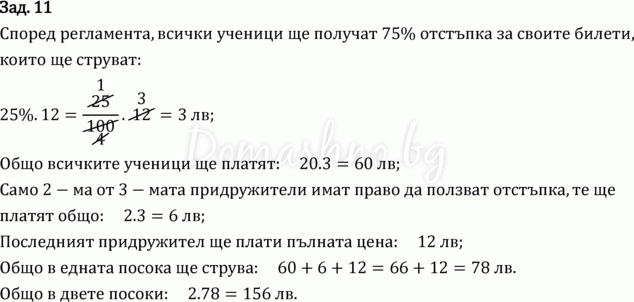 Зад. 11
Според регламента, всички ученици ще получат 75% отстъпка за своите билети,
които ще струват:
25%. 12 = 25/100 . 12 = 3 лв;
1 3
4
Domashno.bg
Общо всичките ученици ще платят: 20.3 = 60 лв;
Само 2 − ма от 3 − мата придружители имат право да ползват отстъпка, те ще
платят общо: 2.3 = 6 лв;
Последният придружител ще плати пълната цена: 12 лв;
Общо в едната посока ще струва: 60 + 6 + 12 = 66 + 12 = 78 лв.
Общо в двете посоки: 2.78 = 156 лв.